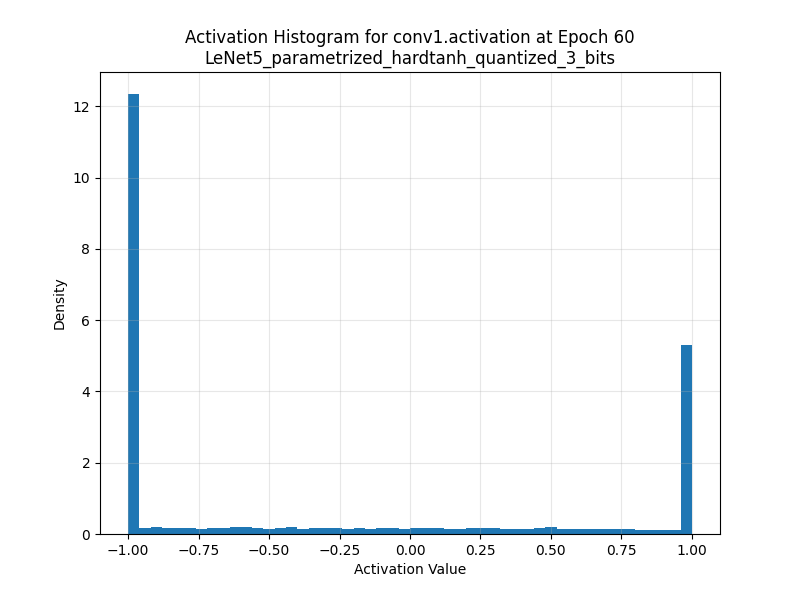 Activation Histogram for conv1.activation at Epoch 60
LeNet5_parametrized_hardtanh_quantized_3_bits
12
10
8
6
4
2
0
Density
−1.00 −0.75 −0.50 −0.25 0.00 0.25 0.50 0.75 1.00
Activation Value